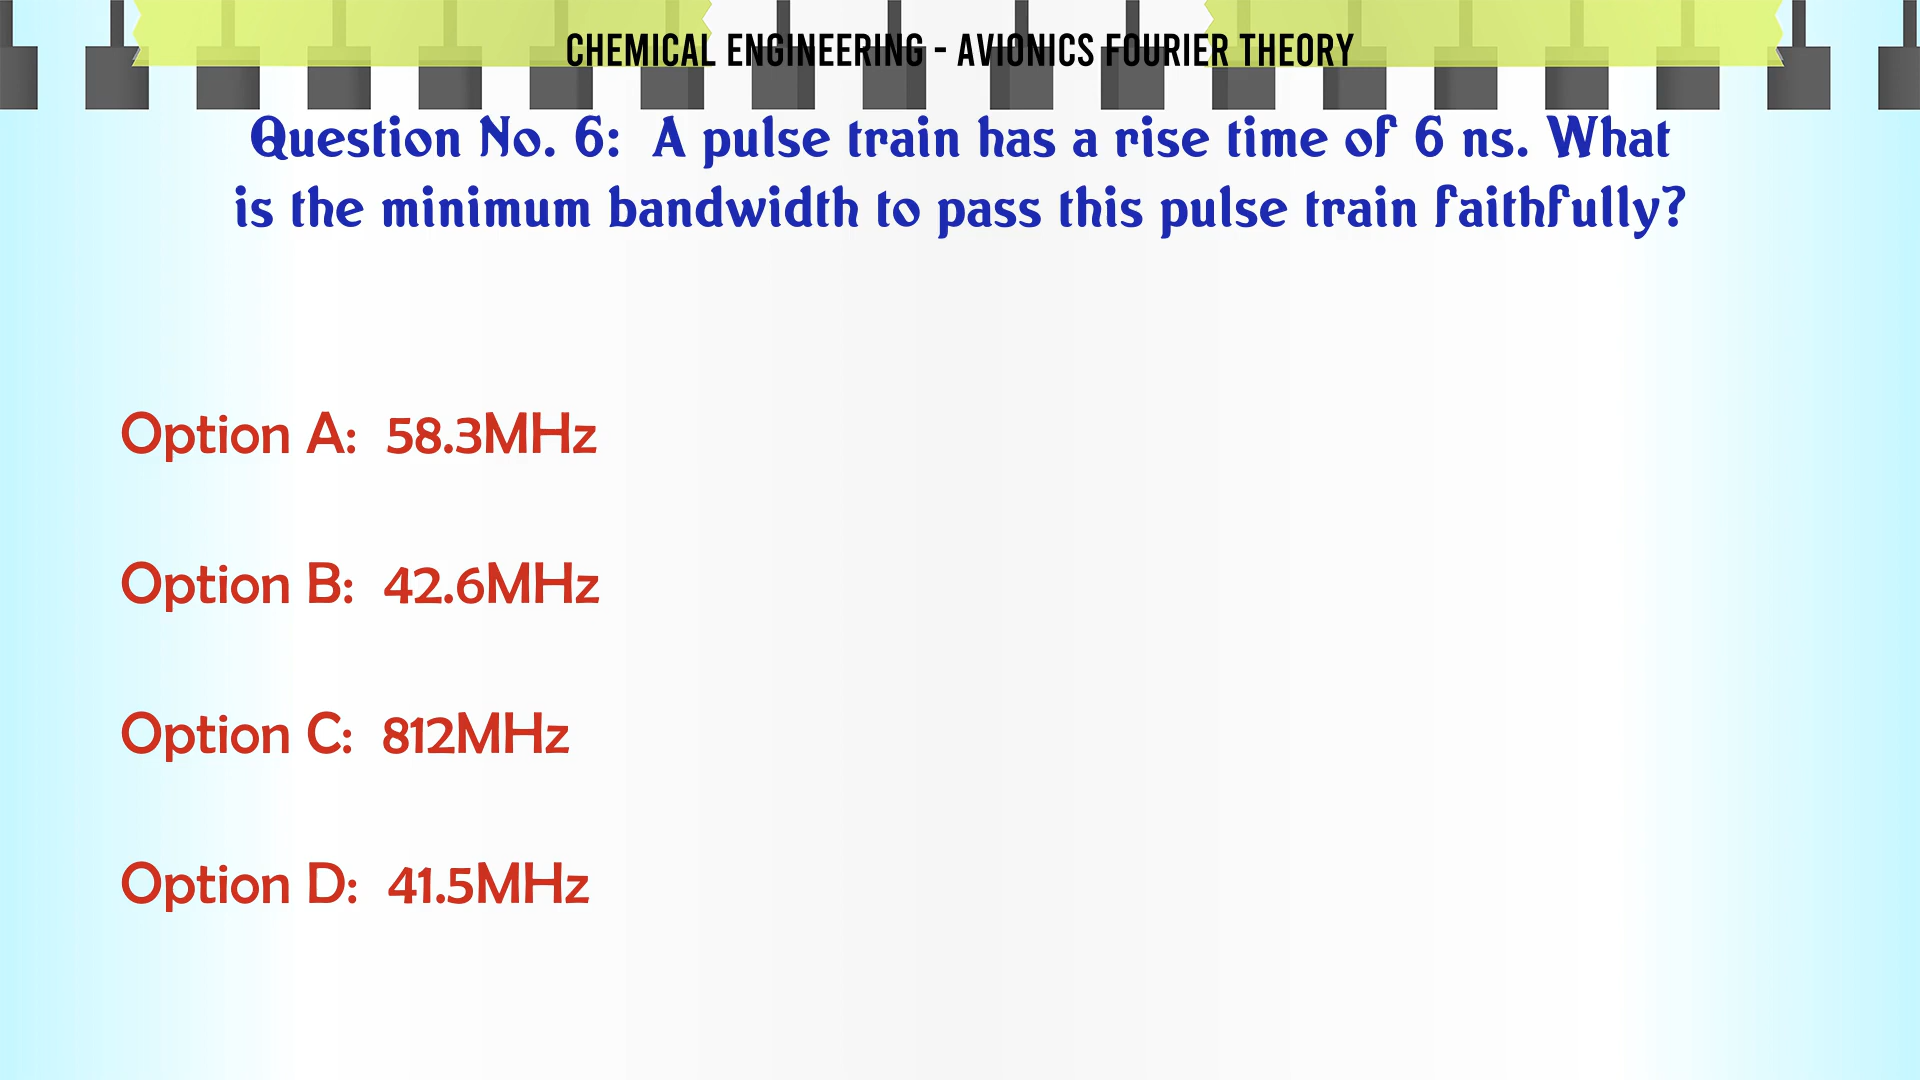 CHEMICAL ENGINEERING - AVIONICS FOURIER THEORY
Question No. 6: A pulse train has a rise time of 6 ns. What
is the minimum bandwidth to pass this pulse train faithfully?
Option A: 58.3MHz
Option B: 42.6MHz
Option C: 812MHz
Option D: 41.5MHz